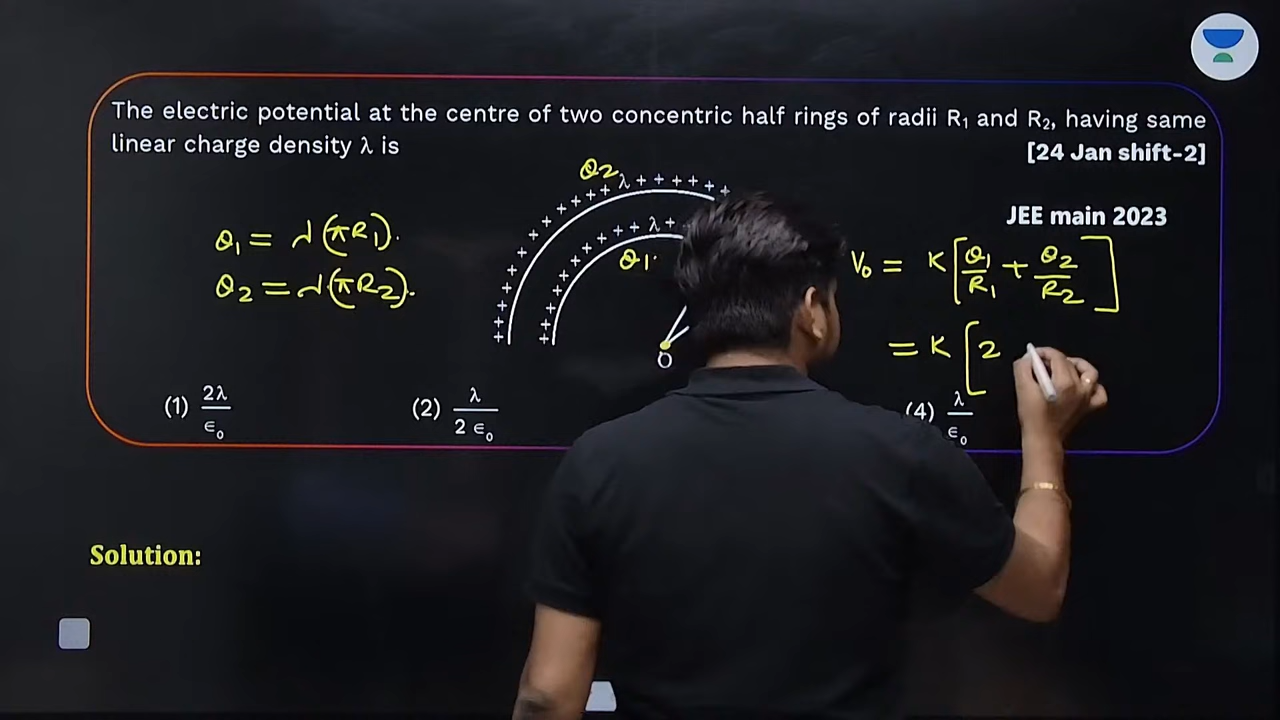 The electric potential at the centre of two concentric half rings of radii R₁ and R₂, having same
linear charge density λ is
[24 Jan shift-2]
JEE main 2023
Q2
λ + + + + + +
λ +
Q1
Q1 = λ(πR1).
Q2 = λ(πR2).
V0 = K[Q1/R1 + Q2/R2]
= K[2
O
(1) 2λ/ϵ₀
(2) λ/2 ϵ₀
(4) λ/ϵ₀
Solution: